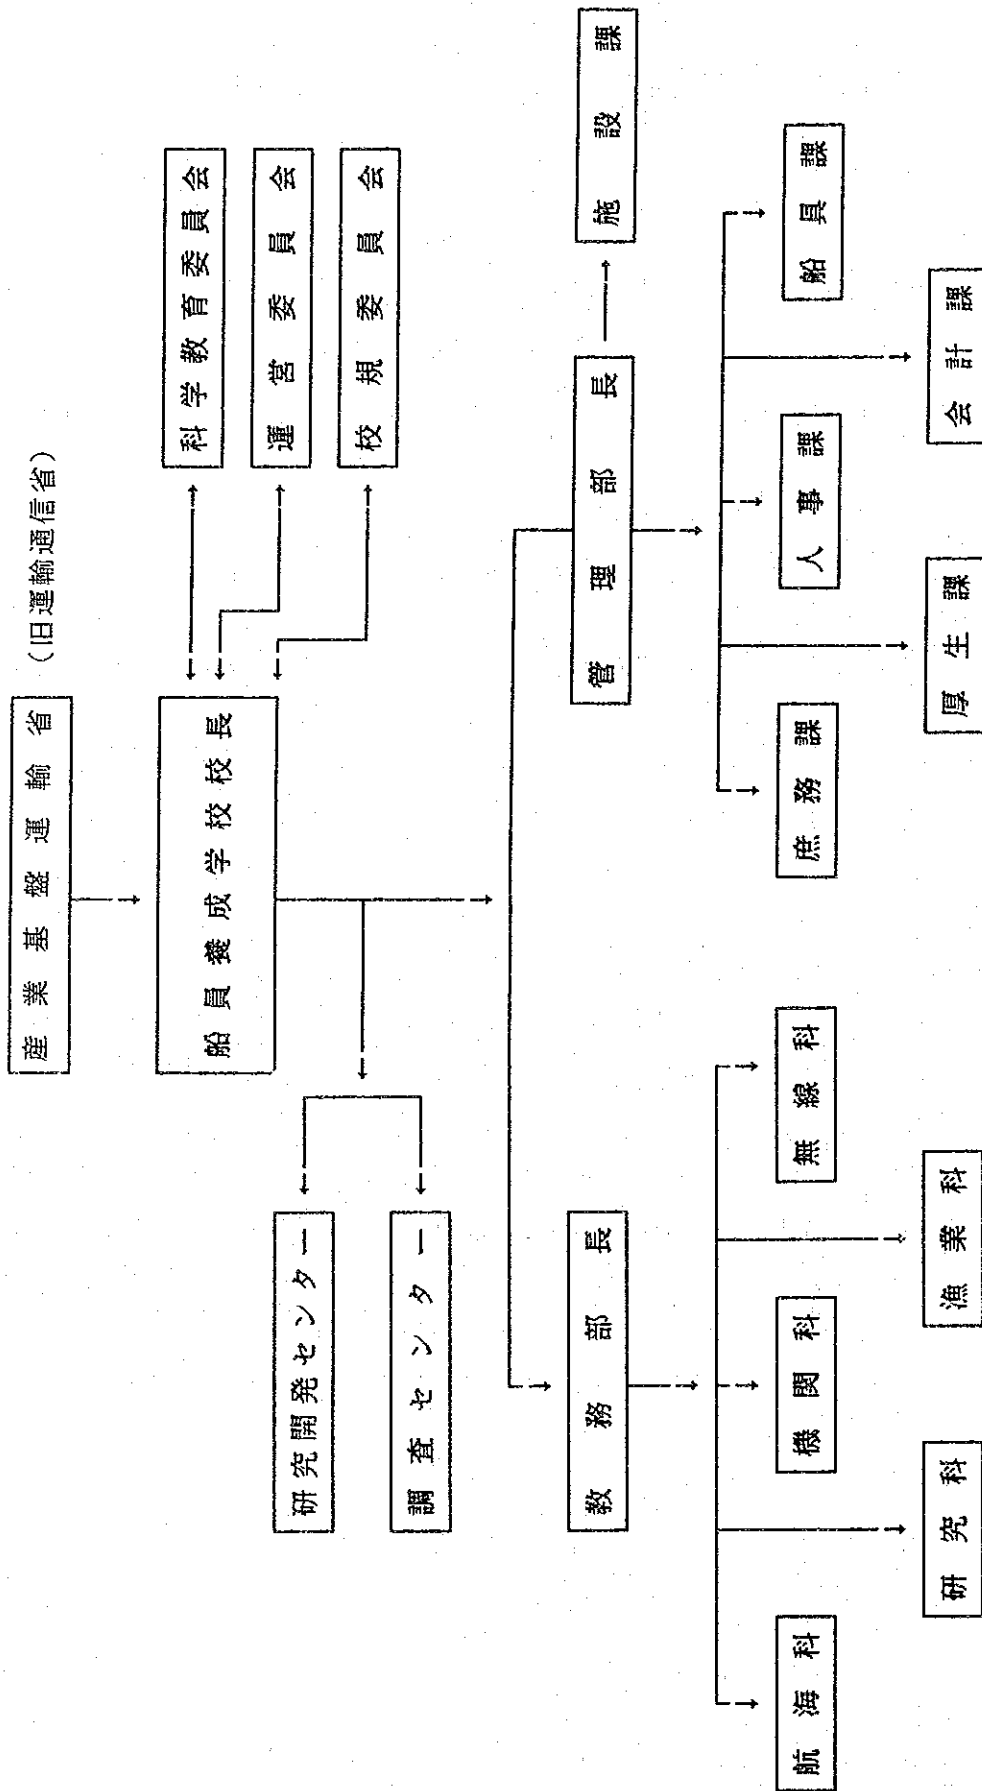 産業基盤運輸省
（旧運輸通信省）
船員養成学校校長
科学教育委員会
運営委員会
校規委員会
研究開発センター
調査センター
教務部長
管理部長
施設課
航海科
機関科
無線科
研究科
漁業科
庶務課
人事課
船具課
厚生課
会計課